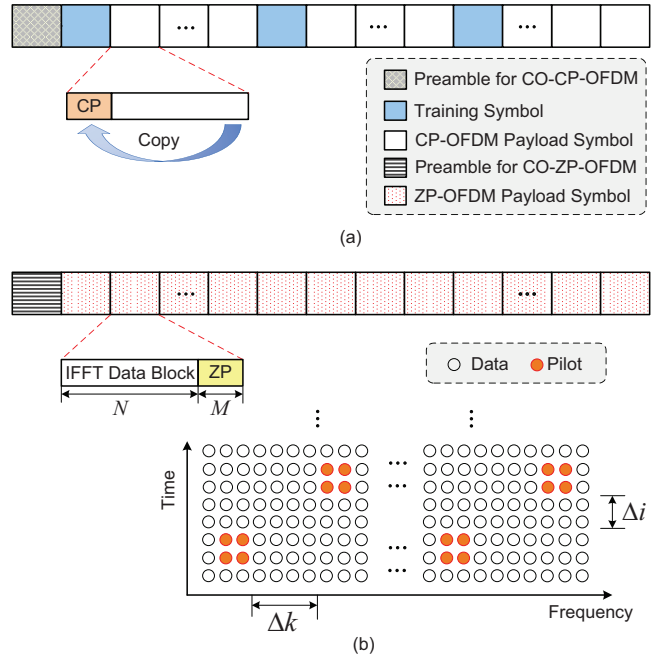 ... ... ...
CP
Copy
Preamble for CO-CP-OFDM
Training Symbol
CP-OFDM Payload Symbol
Preamble for CO-ZP-OFDM
ZP-OFDM Payload Symbol
(a)
... ...
IFFT Data Block ZP
N M
Data Pilot
Time
Δi
Δk
Frequency
(b)